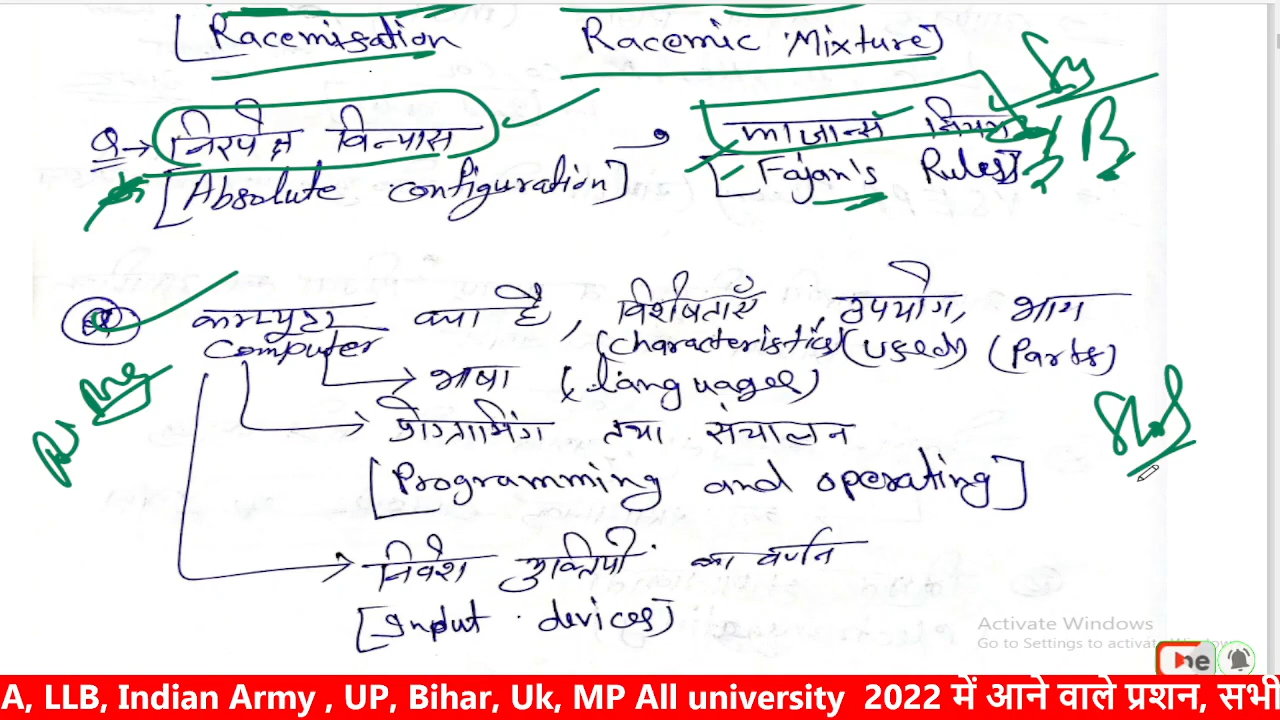 [Racemisation Racemic Mixture]
Q→ निरपेक्ष विन्यास , फाजान्स नियम
[Absolute configuration] [Fajan's Rules]
कम्प्यूटर क्या है, विशेषताएँ, उपयोग, भाग
Computer (Characteristics) (used) (Parts)
भाषा (languages)
प्रोग्रामिंग तथा संचालन
[Programming and operating]
निवेश युक्तियों का वर्णन
[Input devices]
Activate Windows
Go to Settings to activate Windows.
A, LLB, Indian Army , UP, Bihar, Uk, MP All university 2022 में आने वाले प्रशन, सभी